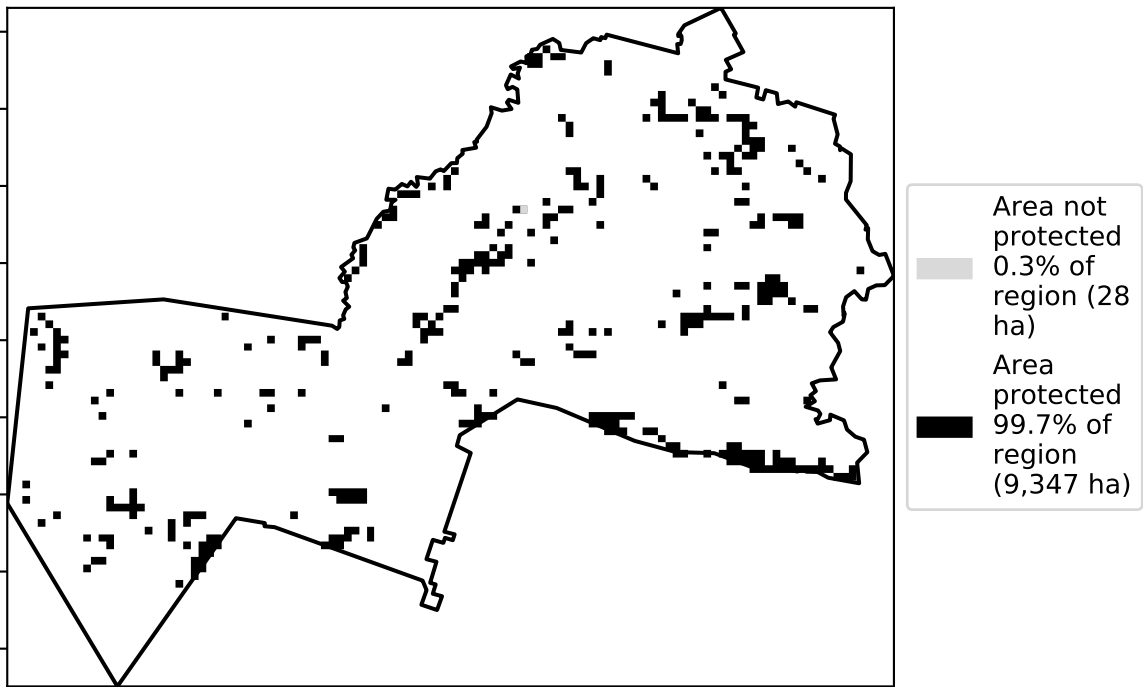 Area not
protected
0.3% of
region (28
ha)
Area
protected
99.7% of
region
(9,347 ha)